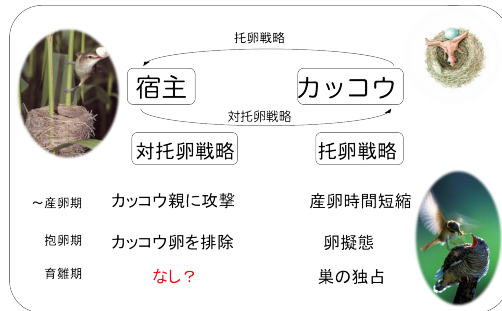 托卵戦略
宿主 カッコウ
対托卵戦略
対托卵戦略 托卵戦略
～産卵期 カッコウ親に攻撃 産卵時間短縮
抱卵期 カッコウ卵を排除 卵擬態
育雛期 なし？ 巣の独占